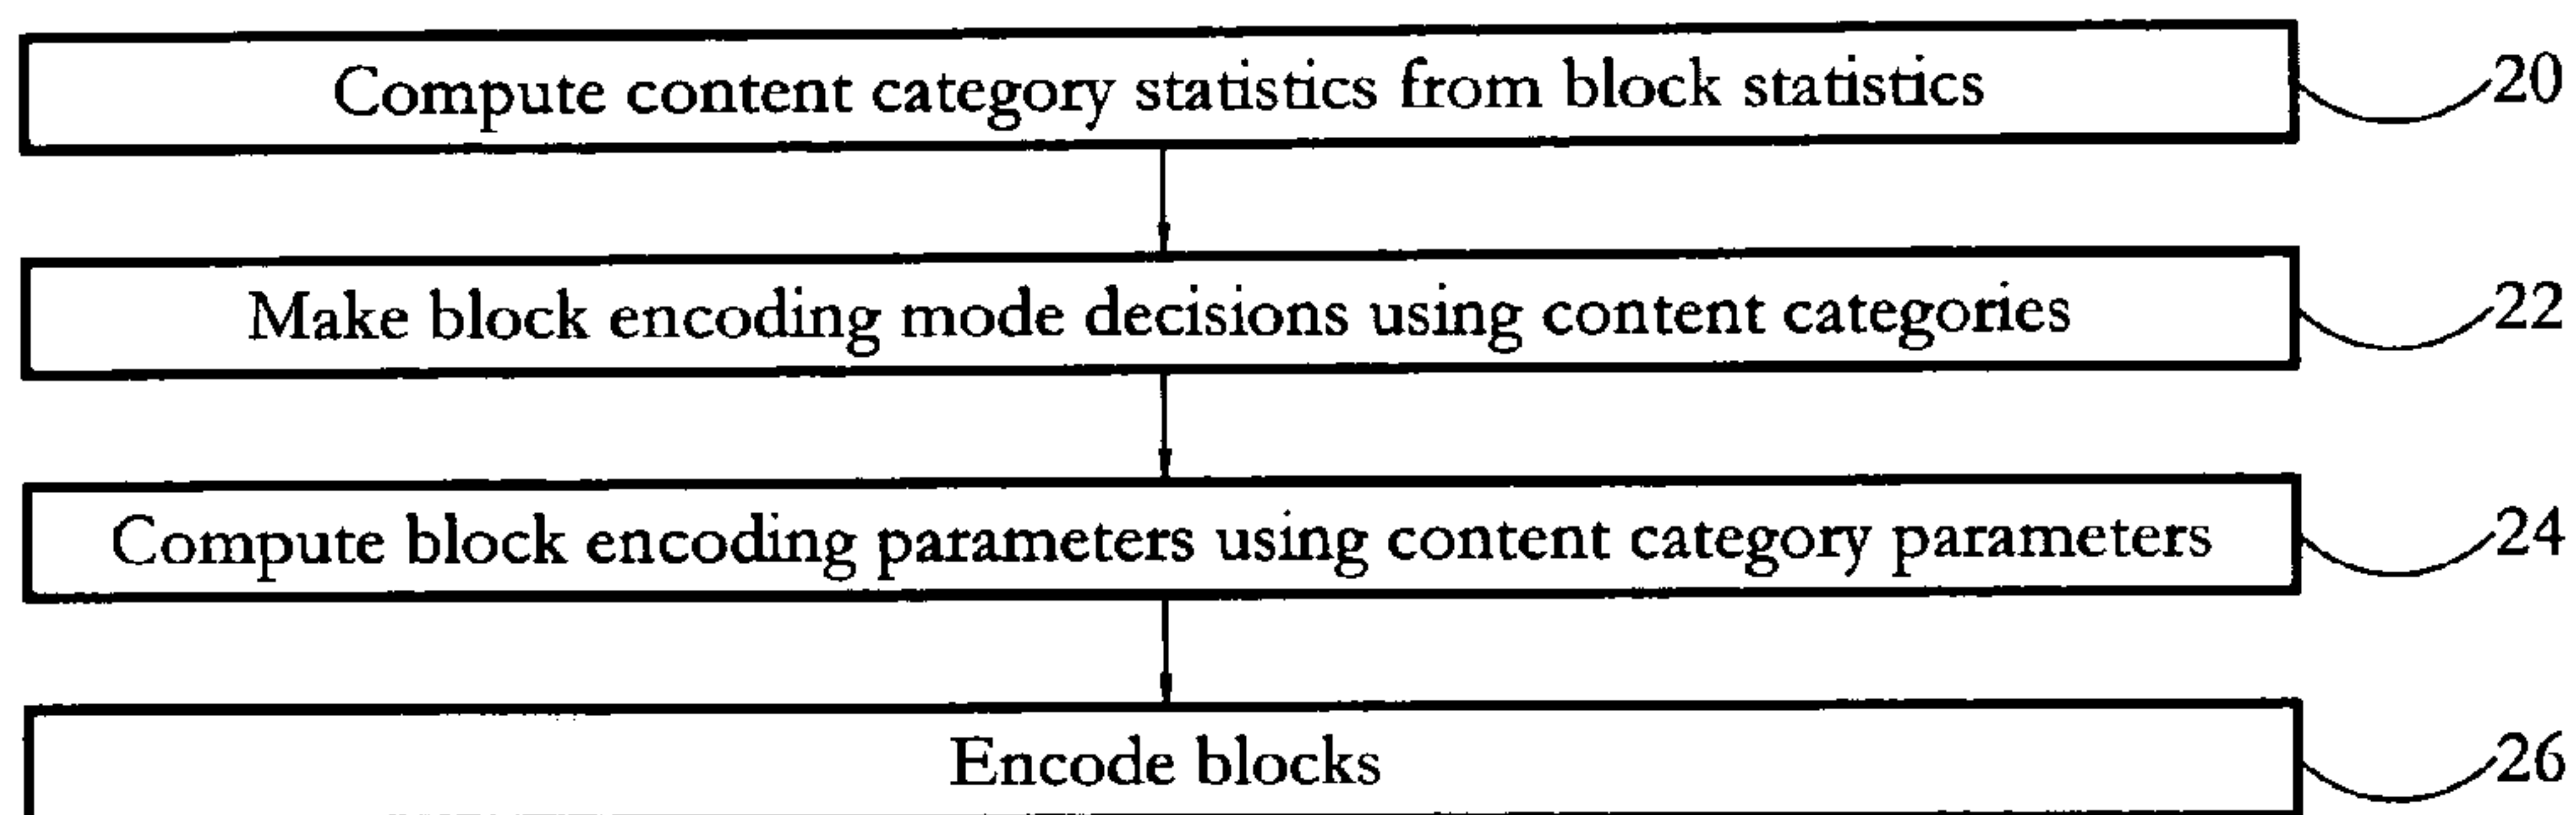 Compute content category statistics from block statistics 20
Make block encoding mode decisions using content categories 22
Compute block encoding parameters using content category parameters 24
Encode blocks 26